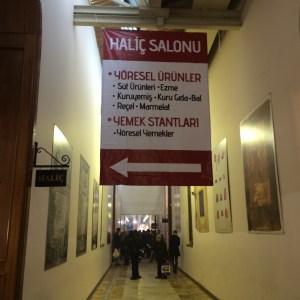 HALİÇ SALONU
• YÖRESEL ÜRÜNLER
• Süt Ürünleri • Ezme
• Kuruyemiş • Kuru Gıda • Bal
• Reçel • Marmelat
• YEMEK STANTLARI
• Yöresel Yemekler
HALİÇ